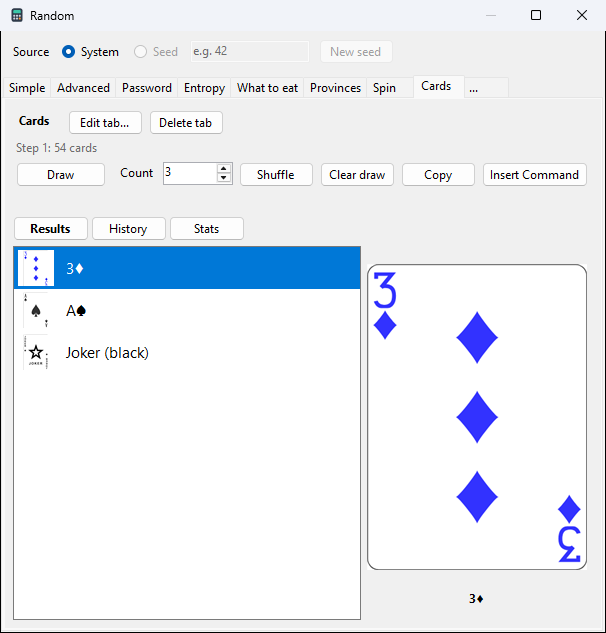 Random
Source System Seed e.g. 42 New seed
Simple Advanced Password Entropy What to eat Provinces Spin Cards ...
Cards Edit tab... Delete tab
Step 1: 54 cards
Draw Count 3 Shuffle Clear draw Copy Insert Command
Results History Stats
3♦
A♠
Joker (black)
3
3
3♦